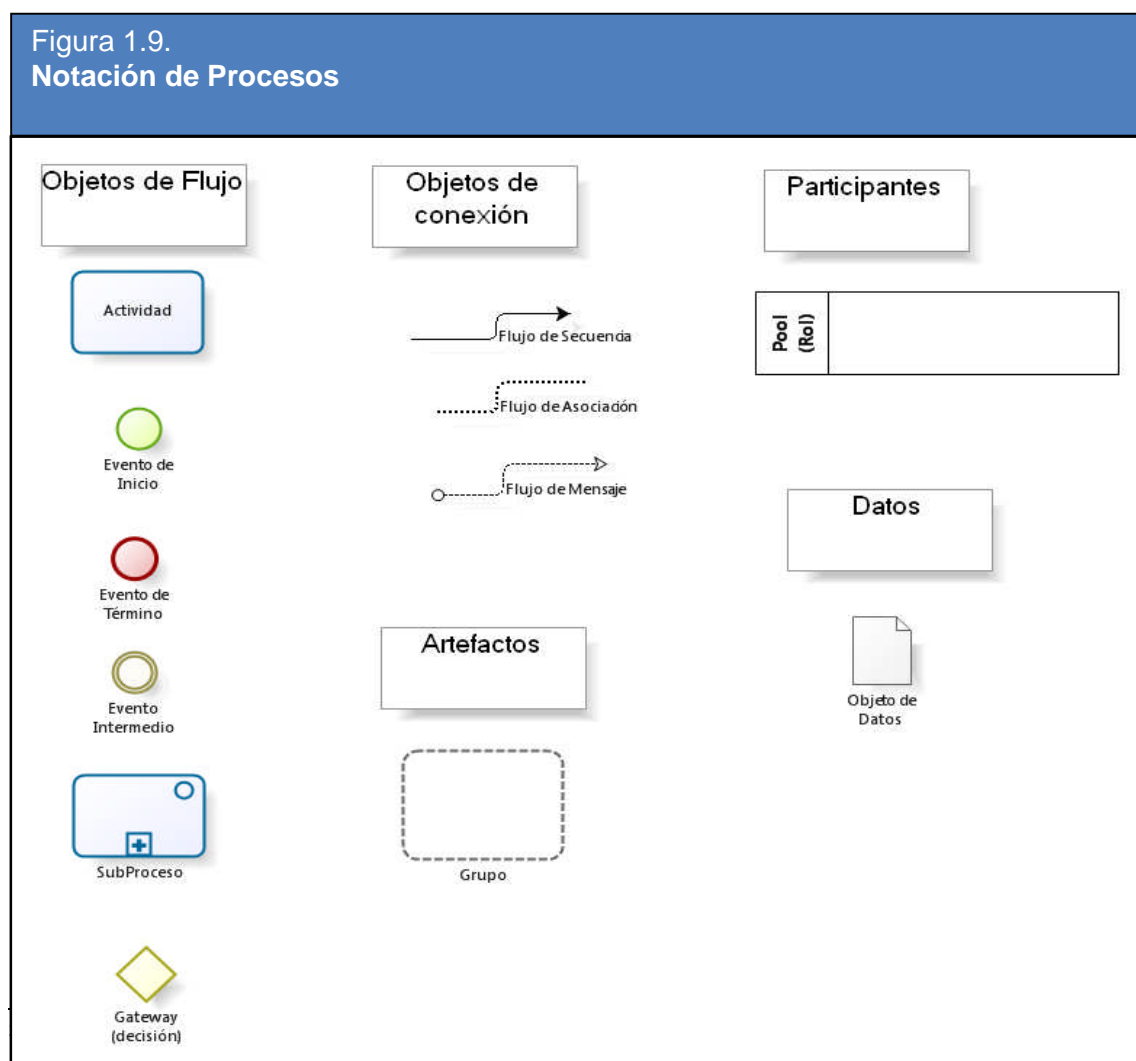 Figura 1.9.
Notación de Procesos
Objetos de Flujo
Actividad
Evento de
Inicio
Evento de
Término
Evento
Intermedio
SubProceso
Gateway
(decisión)
Objetos de
conexión
Flujo de Secuencia
Flujo de Asociación
Flujo de Mensaje
Artefactos
Grupo
Participantes
Pool
(Rol)
Datos
Objeto de
Datos